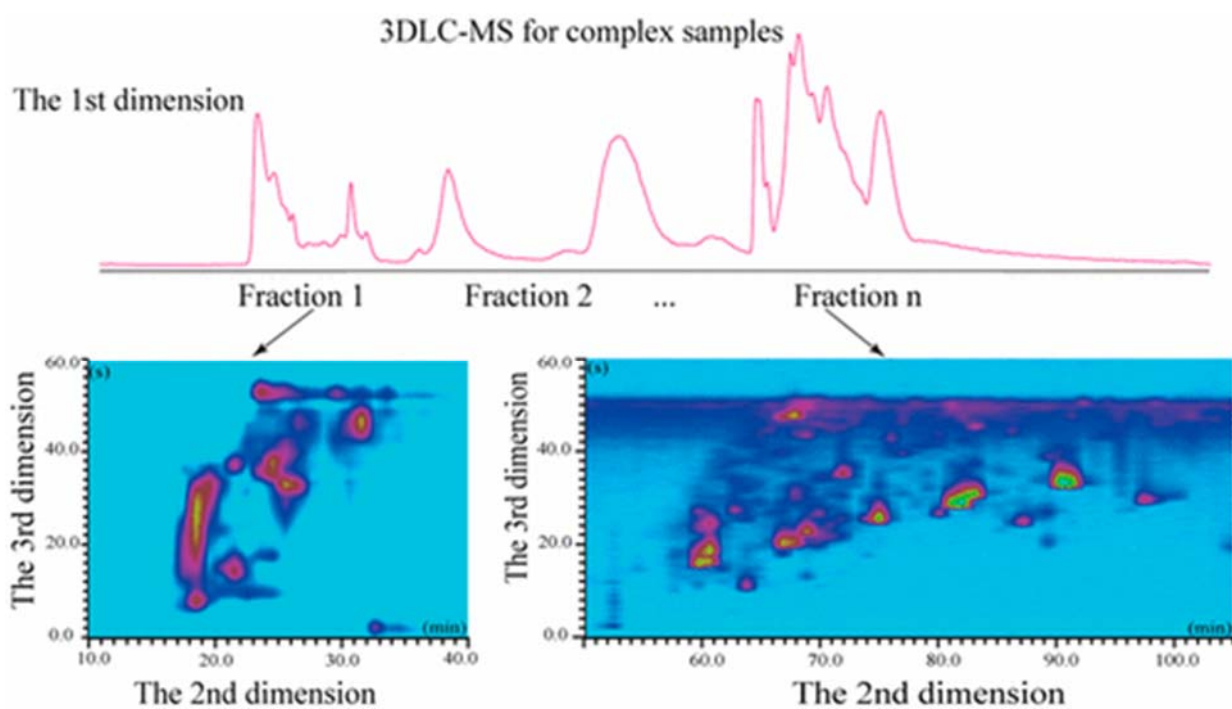 3DLC-MS for complex samples
The 1st dimension
Fraction 1 Fraction 2 ... Fraction n
The 3rd dimension
60.0
(s)
40.0
20.0
0.0
(min)
10.0 20.0 30.0 40.0
The 2nd dimension
The 3rd dimension
60.0
(s)
40.0
20.0
0.0
(min)
60.0 70.0 80.0 90.0 100.0
The 2nd dimension